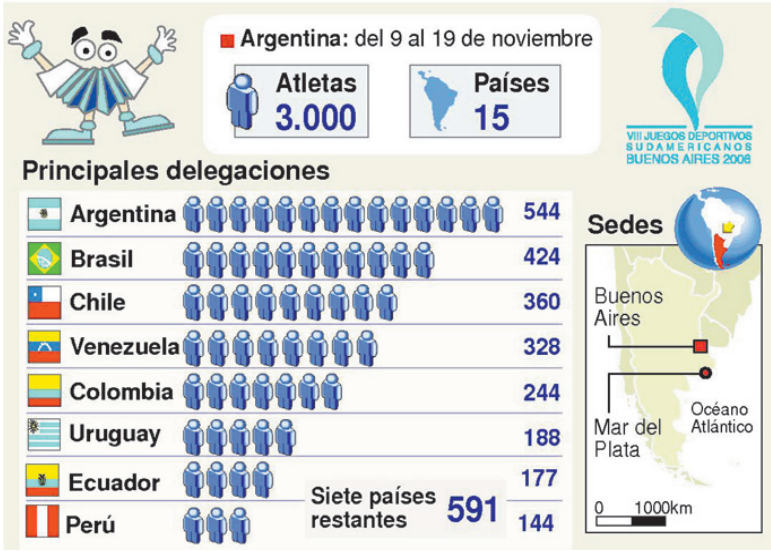 Argentina: del 9 al 19 de noviembre
Atletas
3.000
Países
15
VIII JUEGOS DEPORTIVOS
SUDAMERICANOS
BUENOS AIRES 2006
Principales delegaciones
Argentina 544
Brasil 424
Chile 360
Venezuela 328
Colombia 244
Uruguay 188
Ecuador 177
Perú 144
Siete países
restantes
591
Sedes
Buenos
Aires
Mar del
Plata
Océano
Atlántico
0 1000km